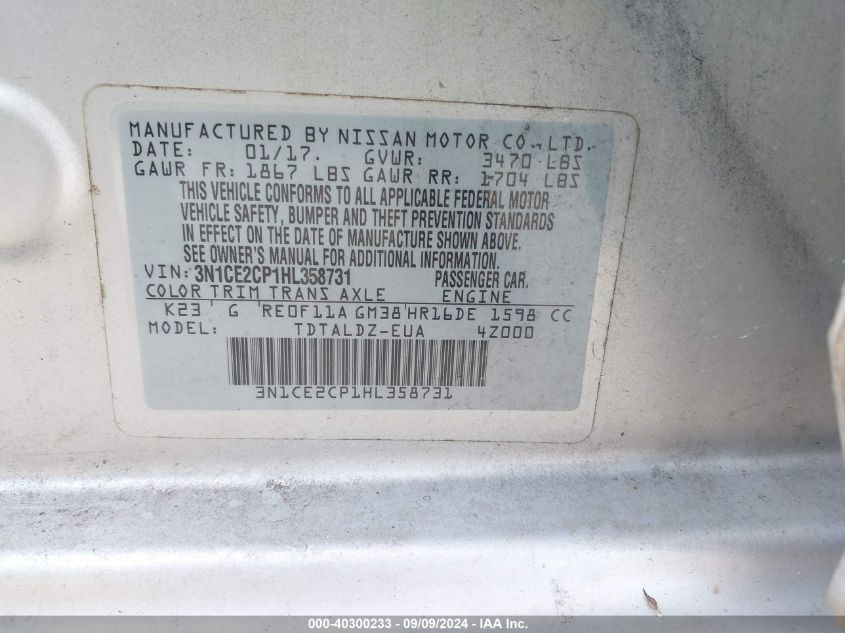 MANUFACTURED BY NISSAN MOTOR CO., LTD.
DATE: 01/17. GVWR: 3470 LBS
GAWR FR: 1867 LBS GAWR RR: 1704 LBS
THIS VEHICLE CONFORMS TO ALL APPLICABLE FEDERAL MOTOR
VEHICLE SAFETY, BUMPER AND THEFT PREVENTION STANDARDS
IN EFFECT ON THE DATE OF MANUFACTURE SHOWN ABOVE.
SEE OWNER'S MANUAL FOR ADDITIONAL INFORMATION.
VIN: 3N1CE2CP1HL358731 PASSENGER CAR.
COLOR TRIM TRANS AXLE ENGINE
K23 G RE0F11A GM38 HR16DE 1598 CC
MODEL: TDTALDZ-EUA 4Z000
3N1CE2CP1HL358731
000-40300233 - 09/09/2024 - IAA Inc.